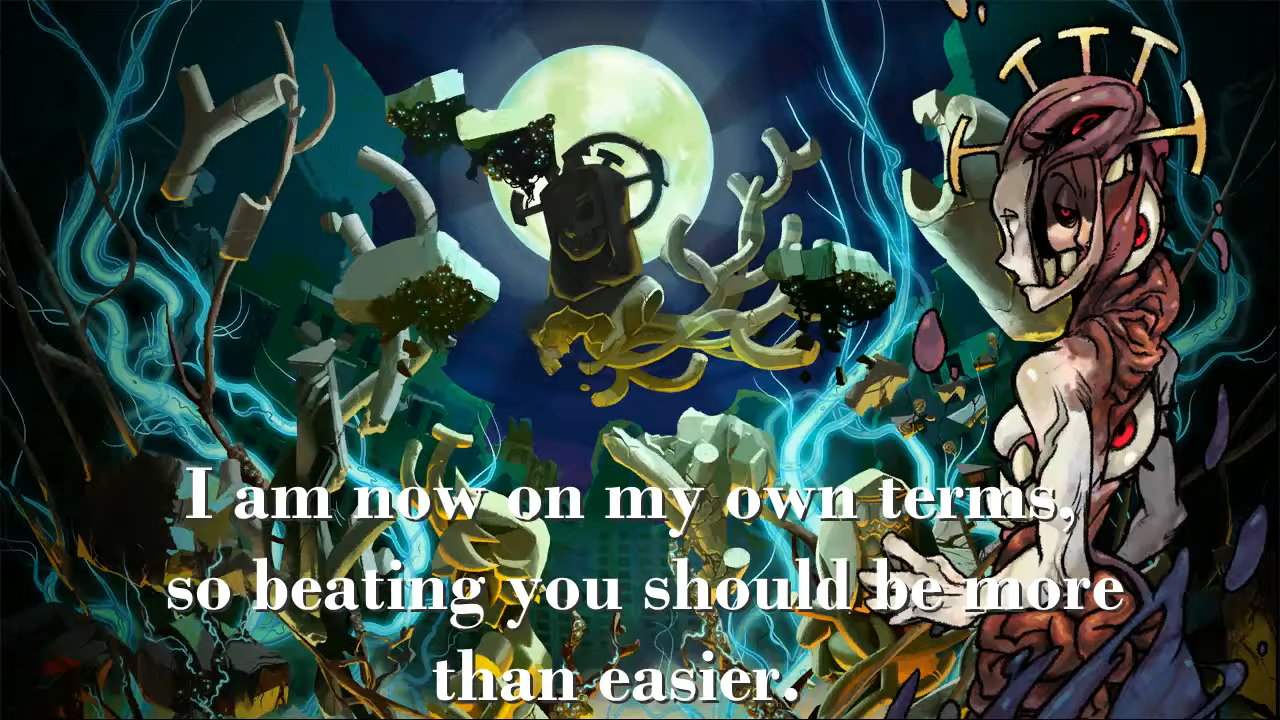 I am now on my own terms,
so beating you should be more
than easier.